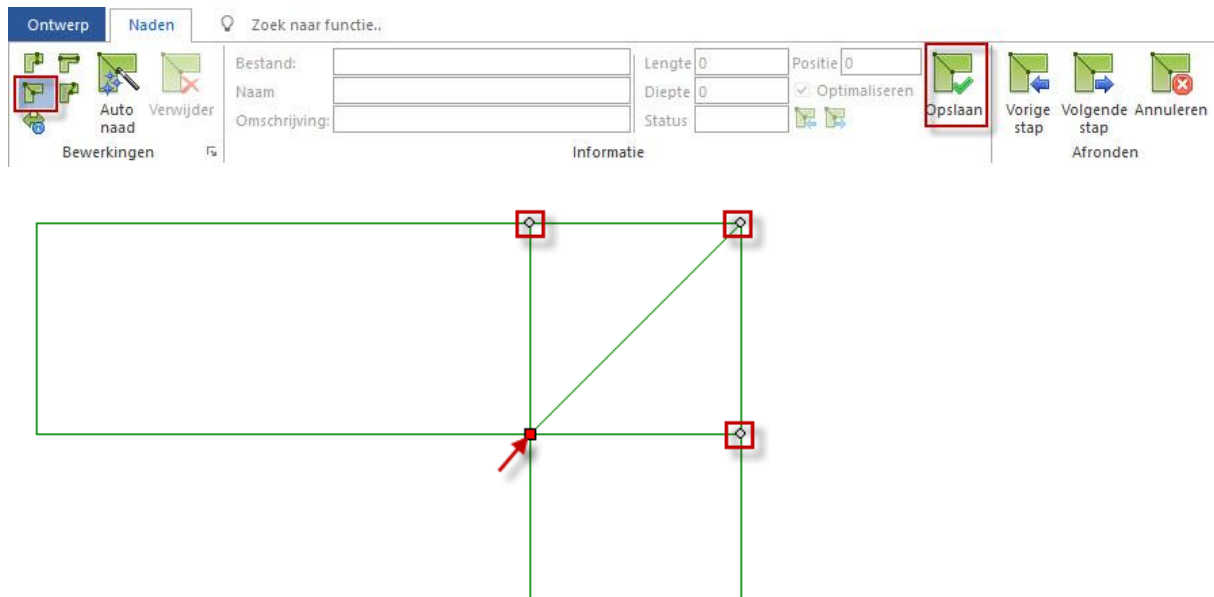 Ontwerp Naden Zoek naar functie..
Bestand: Lengte 0 Positie 0
Naam Diepte 0 Optimaliseren
Auto naad Verwijder Omschrijving: Status Opslaan Vorige stap Volgende stap Annuleren
Bewerkingen Informatie Afronden